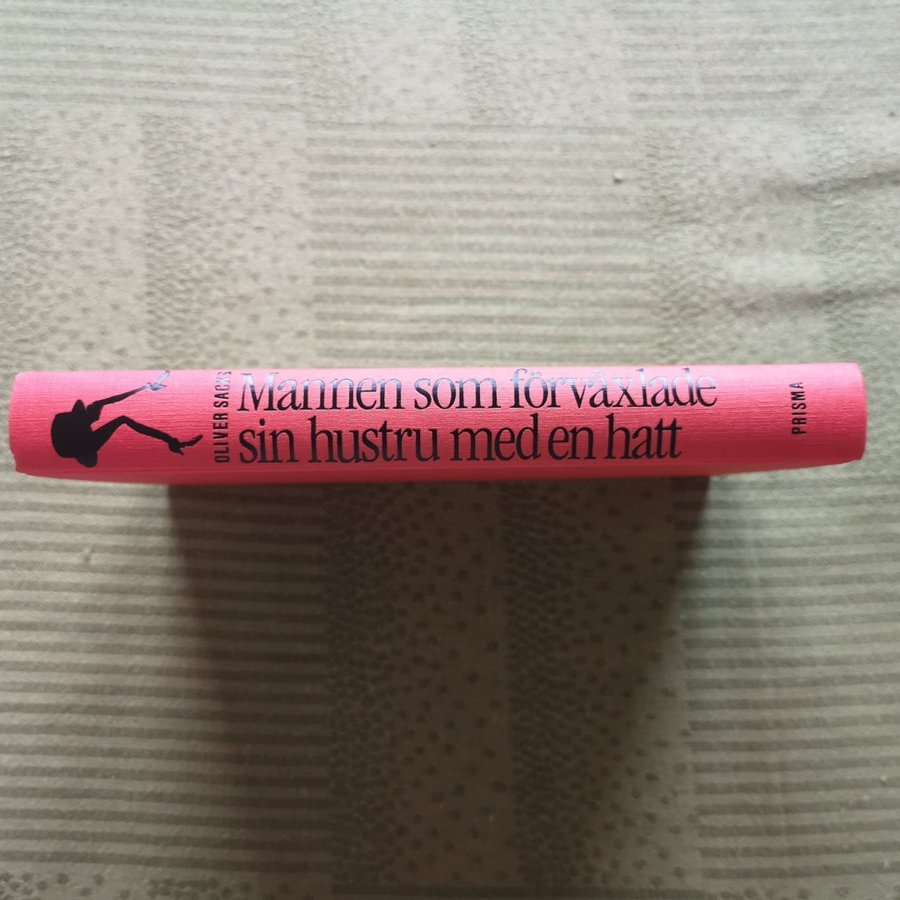 OLIVER SACKS
Mannen som förväxlade
sin hustru med en hatt
PRISMA